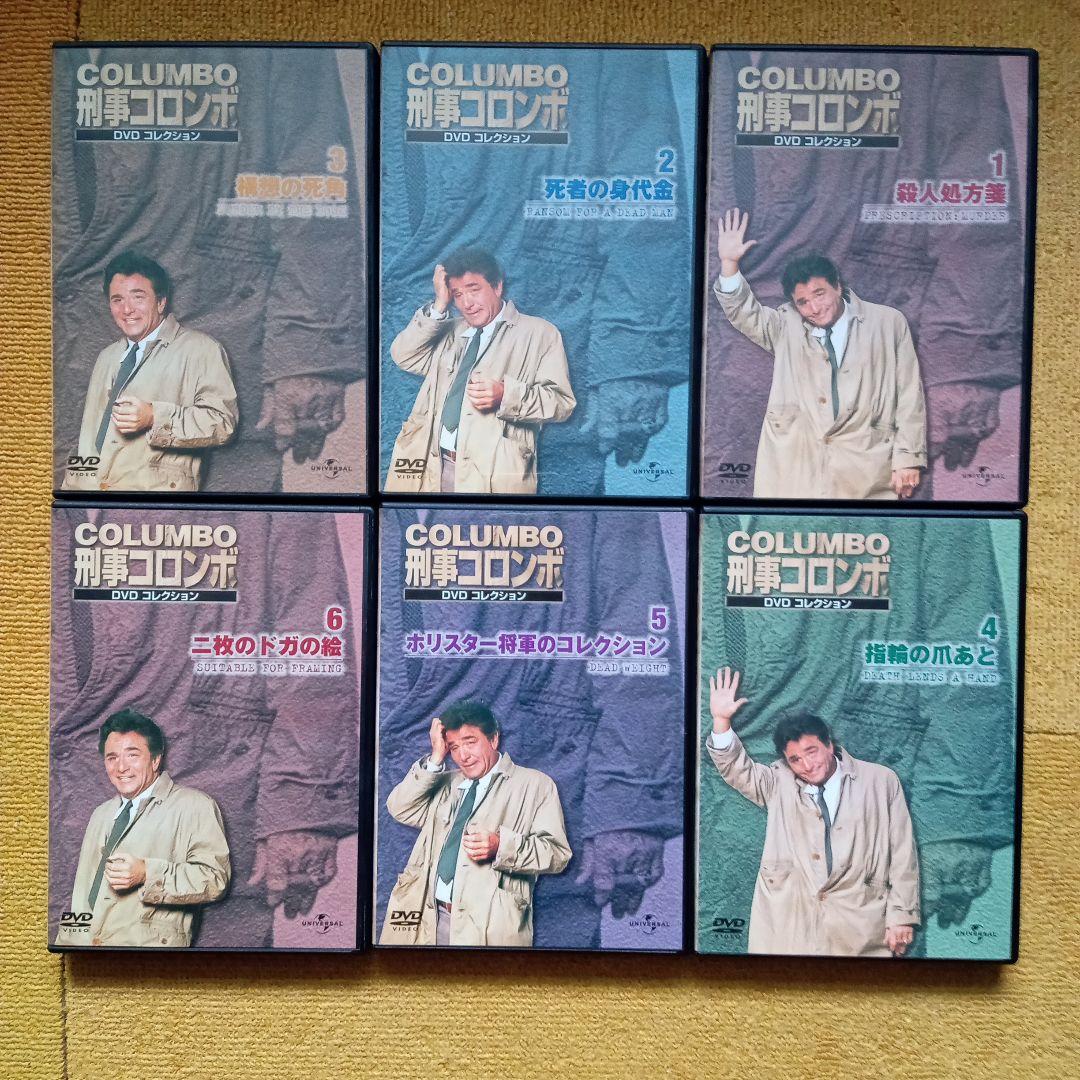 COLUMBO
刑事コロンボ
DVD コレクション
3
構想の死角
DVD
VIDEO
UNIVERSAL
COLUMBO
刑事コロンボ
DVD コレクション
2
死者の身代金
RANSOM FOR A DEAD MAN
DVD
VIDEO
UNIVERSAL
COLUMBO
刑事コロンボ
DVD コレクション
1
殺人処方箋
PRESCRIPTION:MURDER
DVD
VIDEO
UNIVERSAL
COLUMBO
刑事コロンボ
DVD コレクション
6
二枚のドガの絵
SUITABLE FOR FRAMING
DVD
VIDEO
UNIVERSAL
COLUMBO
刑事コロンボ
DVD コレクション
5
ホリスター将軍のコレクション
DEAD WEIGHT
DVD
VIDEO
UNIVERSAL
COLUMBO
刑事コロンボ
DVD コレクション
4
指輪の爪あと
DEATH LENDS A HAND
DVD
VIDEO
UNIVERSAL